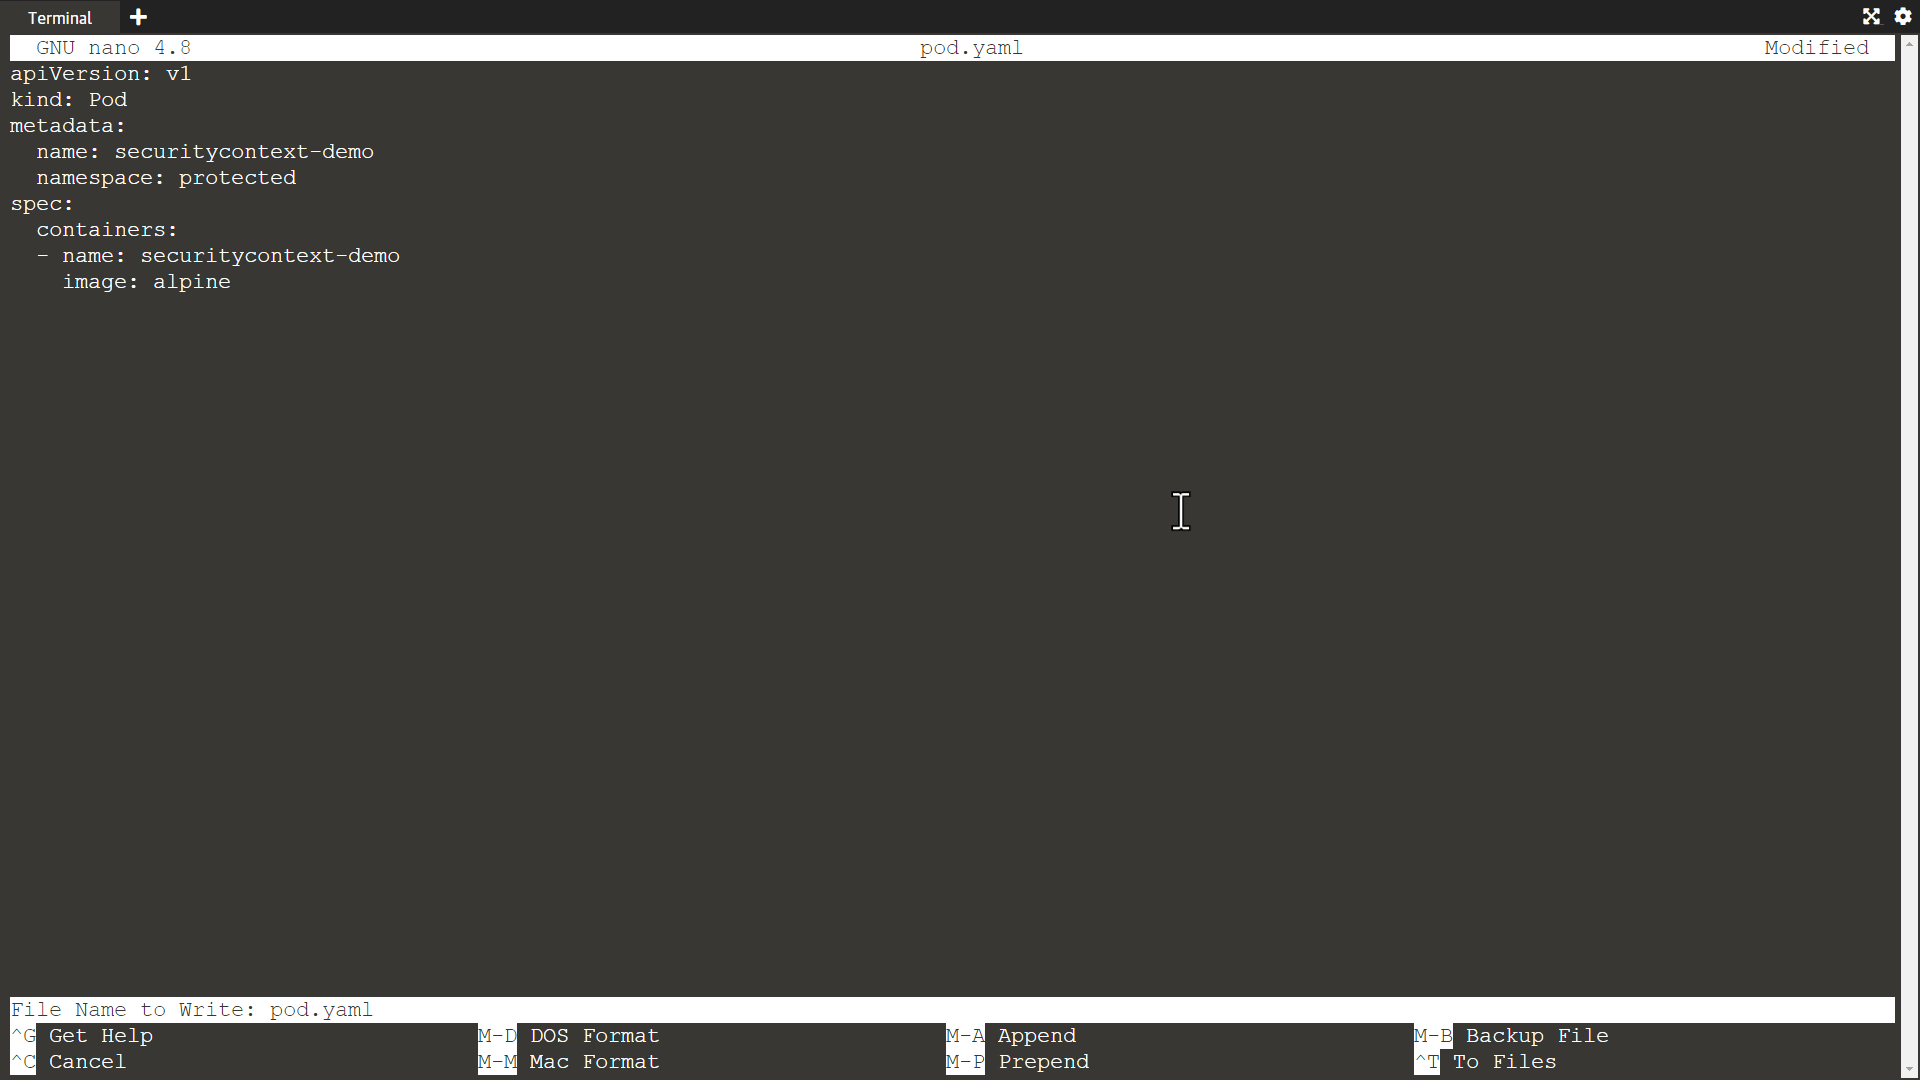 Terminal
GNU nano 4.8 pod.yaml Modified
apiVersion: v1
kind: Pod
metadata:
  name: securitycontext-demo
  namespace: protected
spec:
  containers:
  - name: securitycontext-demo
    image: alpine
File Name to Write: pod.yaml
^G Get Help M-D DOS Format M-A Append M-B Backup File
^C Cancel M-M Mac Format M-P Prepend ^T To Files